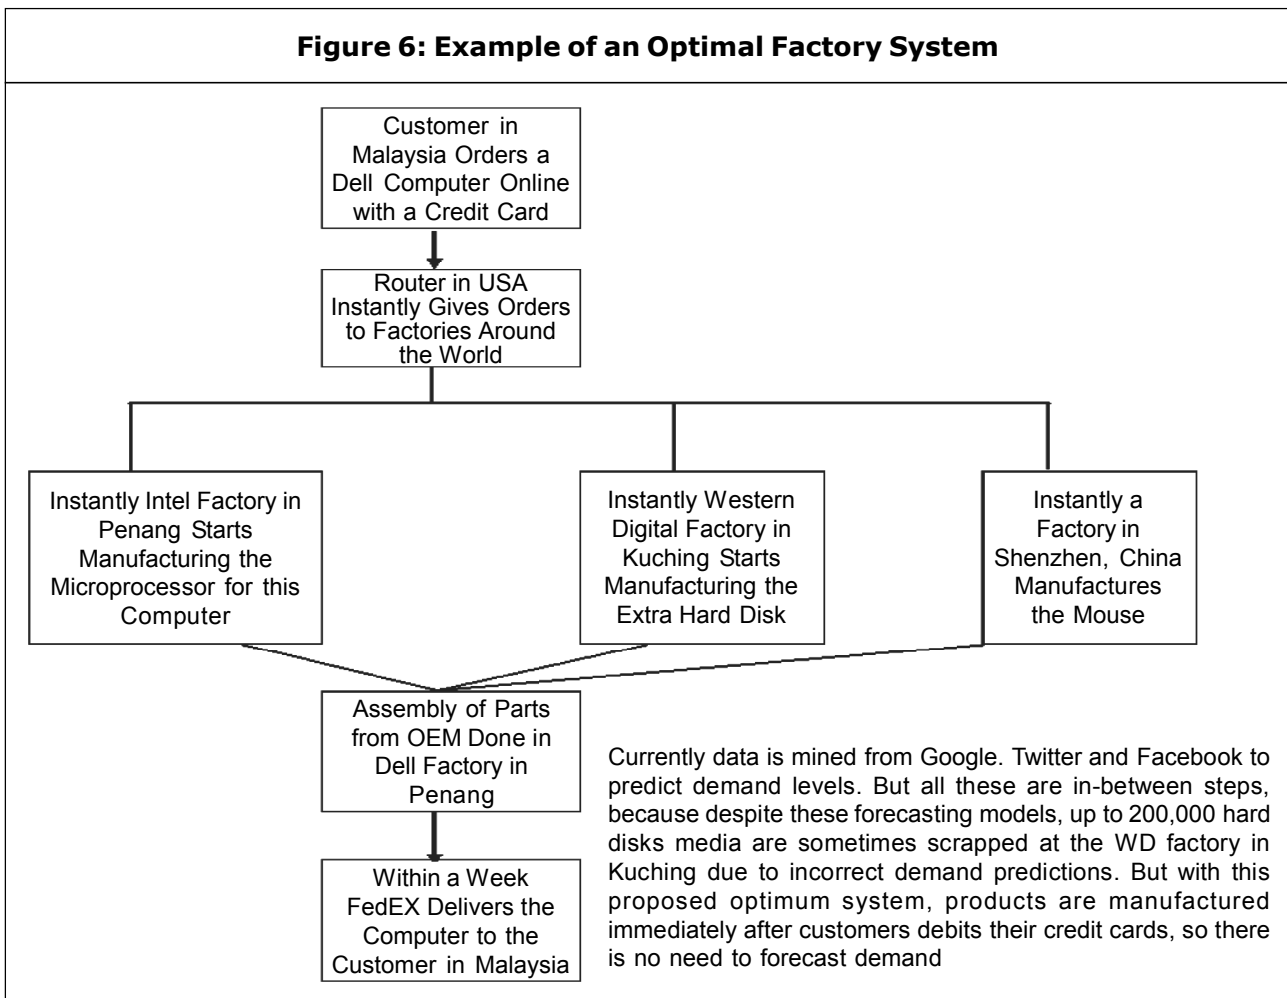 Figure 6: Example of an Optimal Factory System
Customer in
Malaysia Orders a
Dell Computer Online
with a Credit Card
Router in USA
Instantly Gives Orders
to Factories Around
the World
Instantly Intel Factory in
Penang Starts
Manufacturing the
Microprocessor for this
Computer
Instantly Western
Digital Factory in
Kuching Starts
Manufacturing the
Extra Hard Disk
Instantly a
Factory in
Shenzhen, China
Manufactures
the Mouse
Assembly of Parts
from OEM Done in
Dell Factory in
Penang
Within a Week
FedEX Delivers the
Computer to the
Customer in Malaysia
Currently data is mined from Google. Twitter and Facebook to
predict demand levels. But all these are in-between steps,
because despite these forecasting models, up to 200,000 hard
disks media are sometimes scrapped at the WD factory in
Kuching due to incorrect demand predictions. But with this
proposed optimum system, products are manufactured
immediately after customers debits their credit cards, so there
is no need to forecast demand